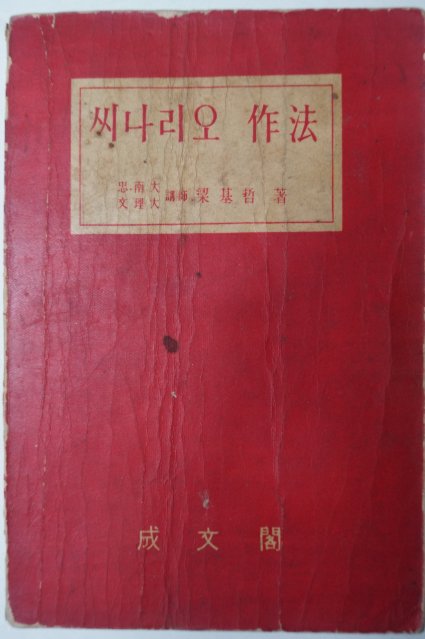 씨나리오 作法
忠南大
文理大
講師 梁基哲 著
成文閣